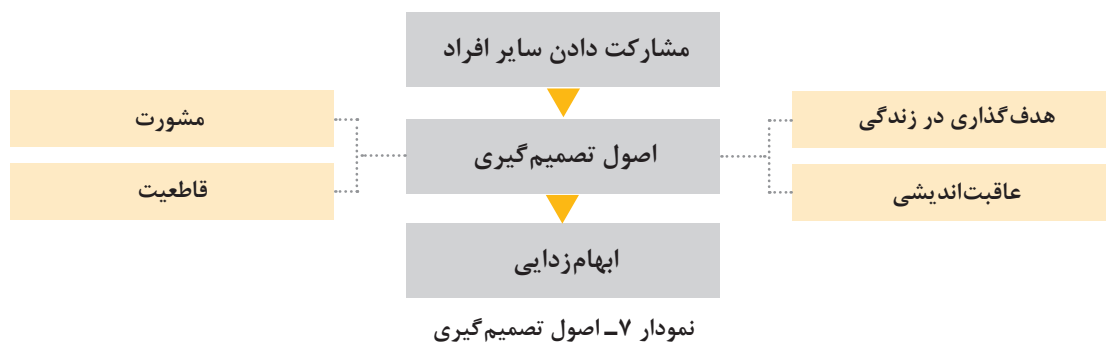 مشارکت دادن سایر افراد
هدف‌گذاری در زندگی
مشورت
اصول تصمیم‌گیری
عاقبت‌اندیشی
قاطعیت
ابهام‌زدایی
نمودار ۷ـ اصول تصمیم‌گیری